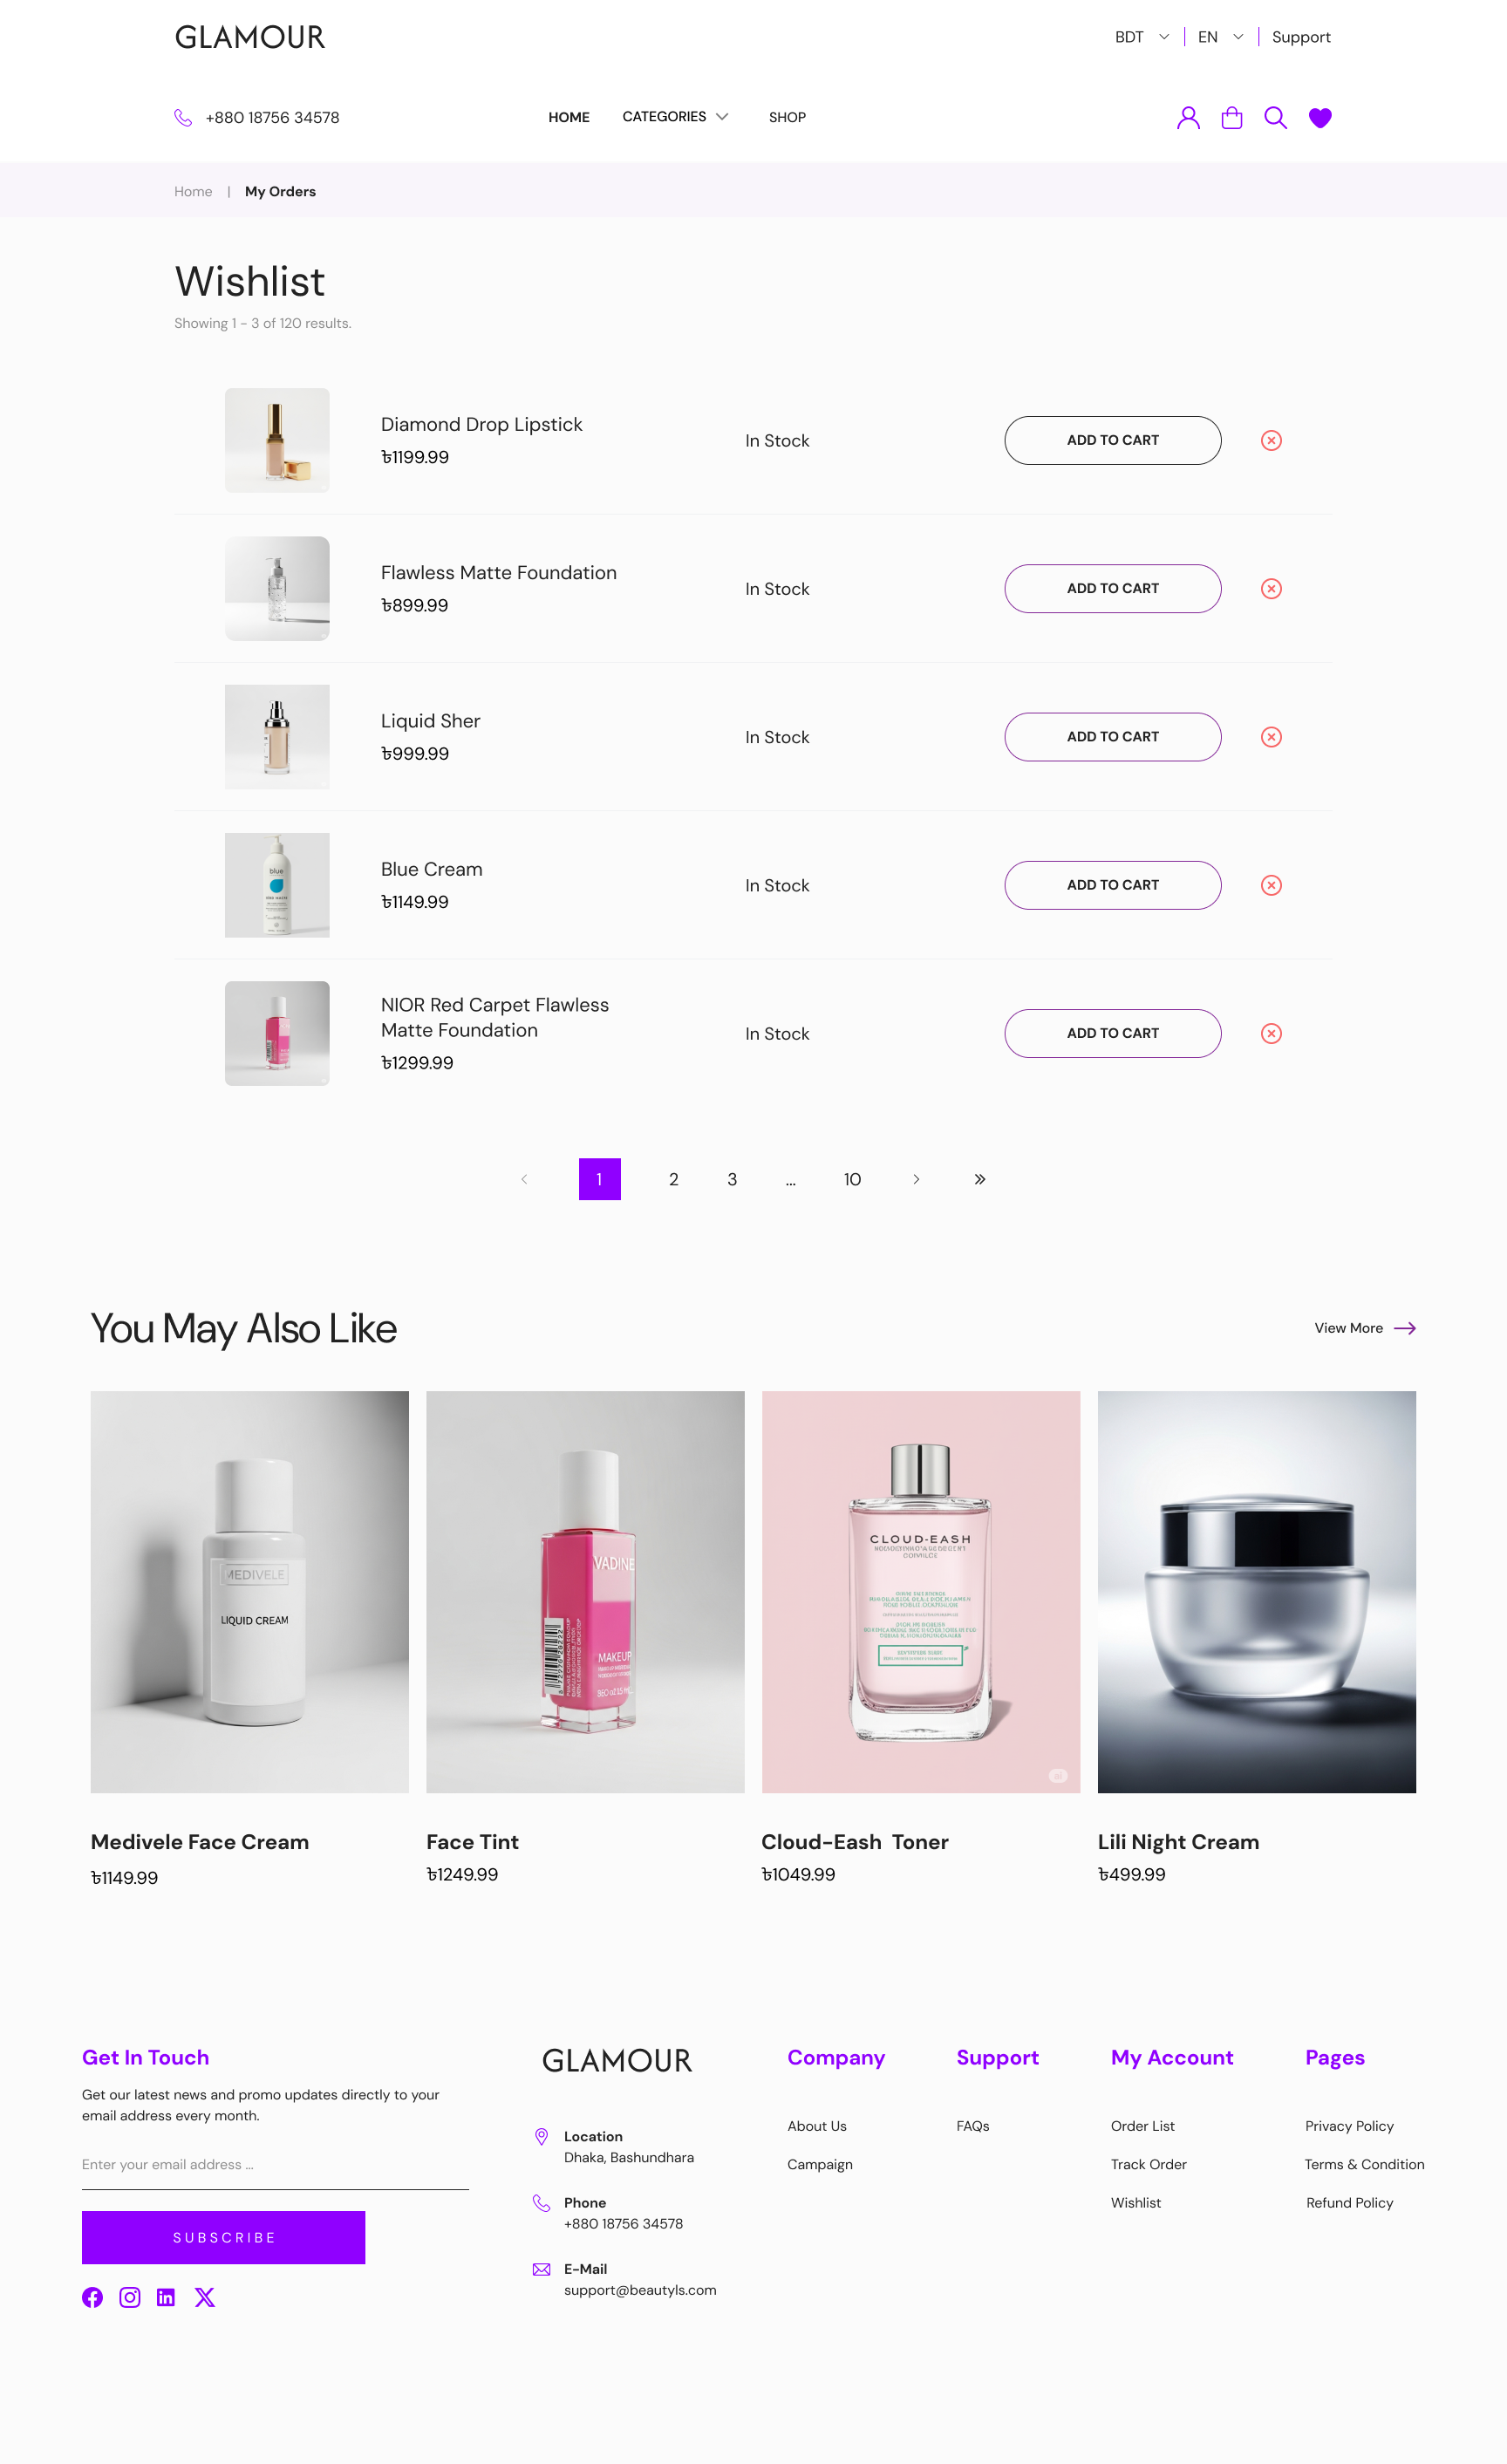 GLAMOUR
BDT
EN
Support
+880 18756 34578
HOME
CATEGORIES
SHOP
Home | My Orders
Wishlist
Showing 1 - 3 of 120 results.
Diamond Drop Lipstick
৳1199.99
In Stock
ADD TO CART
Flawless Matte Foundation
৳899.99
In Stock
ADD TO CART
Liquid Sher
৳999.99
In Stock
ADD TO CART
blue
Blue Cream
৳1149.99
In Stock
ADD TO CART
NIOR Red Carpet Flawless
Matte Foundation
৳1299.99
In Stock
ADD TO CART
1 2 3 ... 10
You May Also Like
View More
MEDIVELE
LIQUID CREAM
VADINE
MAKEUP
CLOUD-EASH
Medivele Face Cream
৳1149.99
Face Tint
৳1249.99
Cloud-Eash Toner
৳1049.99
Lili Night Cream
৳499.99
Get In Touch
Get our latest news and promo updates directly to your
email address every month.
Enter your email address ...
SUBSCRIBE
GLAMOUR
Location
Dhaka, Bashundhara
Phone
+880 18756 34578
E-Mail
support@beautyls.com
Company
About Us
Campaign
Support
FAQs
My Account
Order List
Track Order
Wishlist
Pages
Privacy Policy
Terms & Condition
Refund Policy